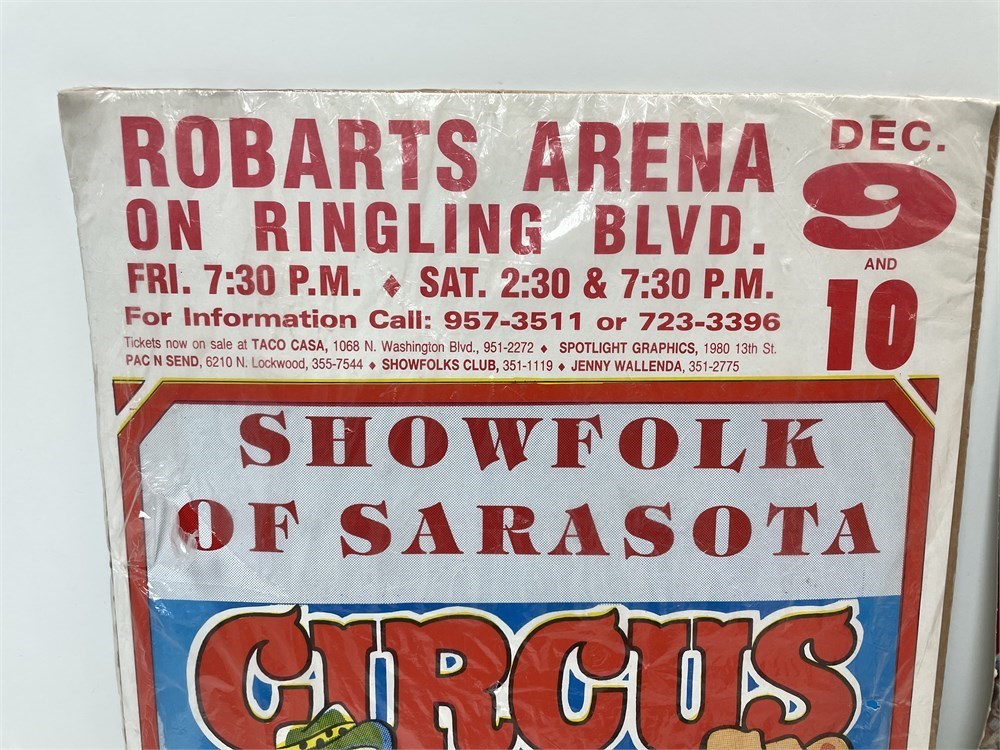 ROBARTS ARENA
ON RINGLING BLVD.
FRI. 7:30 P.M. ♦ SAT. 2:30 & 7:30 P.M.
For Information Call: 957-3511 or 723-3396
Tickets now on sale at TACO CASA, 1068 N. Washington Blvd., 951-2272 ♦ SPOTLIGHT GRAPHICS, 1980 13th St.
PAC N SEND, 6210 N. Lockwood, 355-7544 ♦ SHOWFOLKS CLUB, 351-1119 ♦ JENNY WALLENDA, 351-2775
DEC.
9
AND
10
SHOWFOLK
OF SARASOTA
CIRCUS